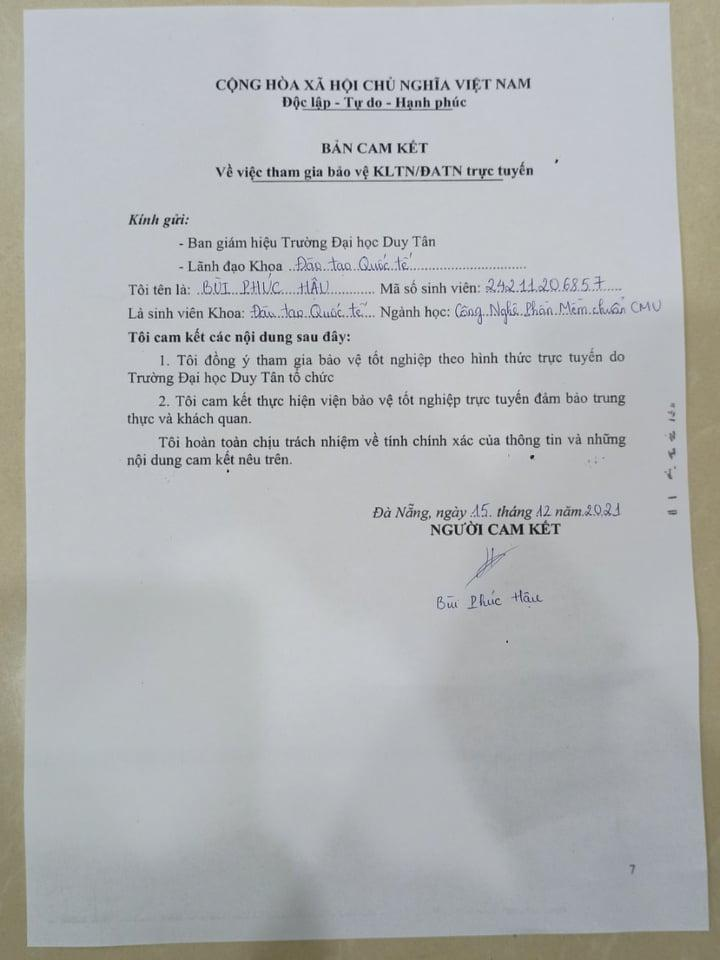 CỘNG HÒA XÃ HỘI CHỦ NGHĨA VIỆT NAM
Độc lập - Tự do - Hạnh phúc
BẢN CAM KẾT
Về việc tham gia bảo vệ KLTN/ĐATN trực tuyến
Kính gửi:
- Ban giám hiệu Trường Đại học Duy Tân
- Lãnh đạo Khoa ..Đào tạo Quốc tế............................
Tôi tên là: ..BÙI PHÚC HẬU........... Mã số sinh viên: 24211206857....
Là sinh viên Khoa: Đào tạo Quốc tế... Ngành học: Công Nghệ Phần Mềm chuẩn CMU
Tôi cam kết các nội dung sau đây:
1. Tôi đồng ý tham gia bảo vệ tốt nghiệp theo hình thức trực tuyến do
Trường Đại học Duy Tân tổ chức
2. Tôi cam kết thực hiện viện bảo vệ tốt nghiệp trực tuyến đảm bảo trung
thực và khách quan.
Tôi hoàn toàn chịu trách nhiệm về tính chính xác của thông tin và những
nội dung cam kết nêu trên.
Đà Nẵng, ngày .15. tháng 12 năm.2021
NGƯỜI CAM KẾT
Bùi Phúc Hậu
7